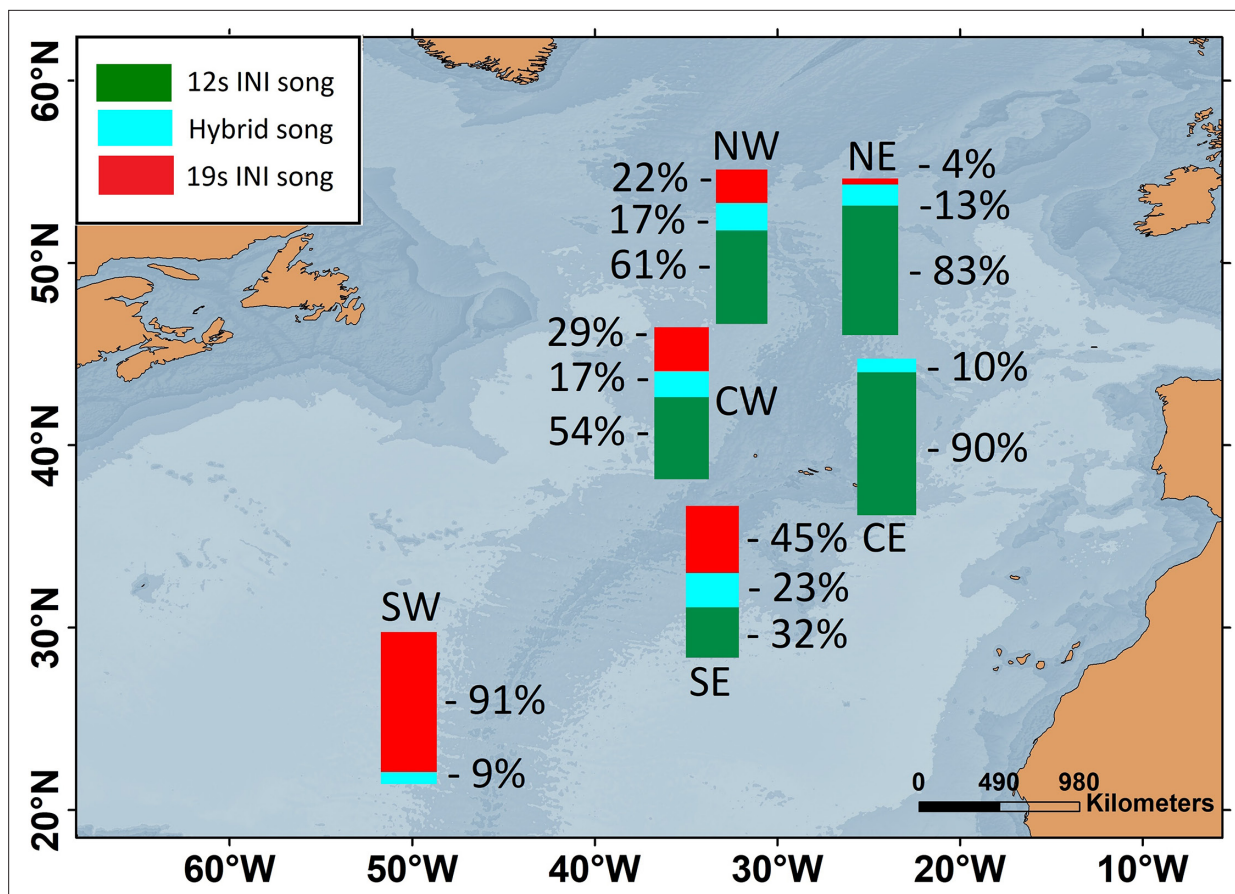 12s INI song
Hybrid song
19s INI song
60°N
50°N
40°N
30°N
20°N
NW
22% -
17% -
61% -
NE
- 4%
-13%
- 83%
29% -
17% -
54% -
CW
- 10%
- 90%
CE
- 45%
- 23%
- 32%
SE
SW
- 91%
- 9%
0 490 980
Kilometers
60°W 50°W 40°W 30°W 20°W 10°W